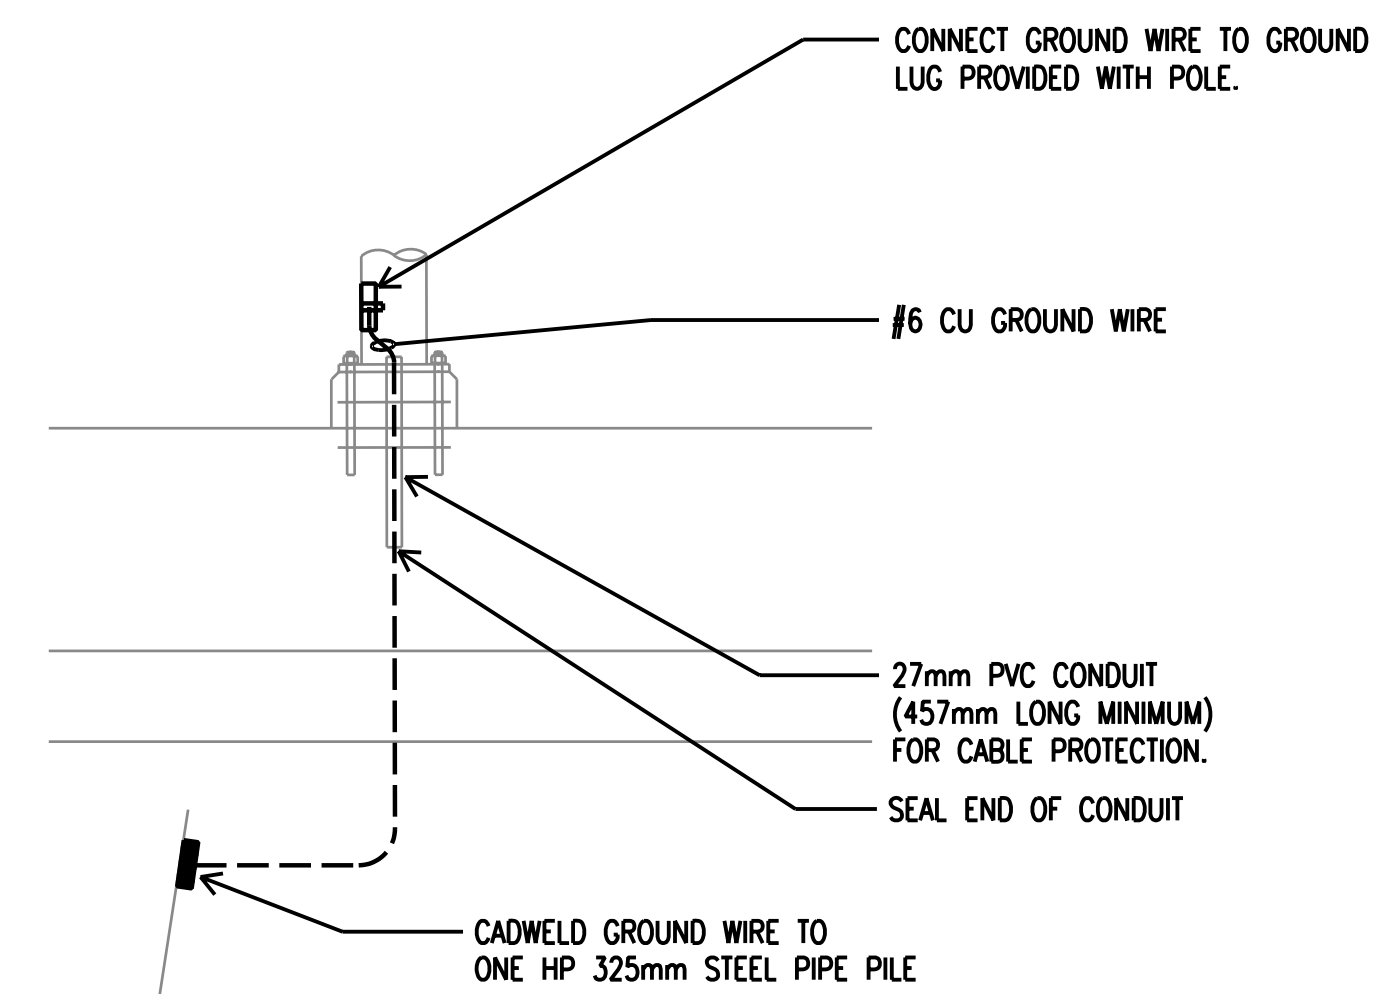 CONNECT GROUND WIRE TO GROUND
LUG PROVIDED WITH POLE.
#6 CU GROUND WIRE
27mm PVC CONDUIT
(457mm LONG MINIMUM)
FOR CABLE PROTECTION.
SEAL END OF CONDUIT
CADWELD GROUND WIRE TO
ONE HP 325mm STEEL PIPE PILE